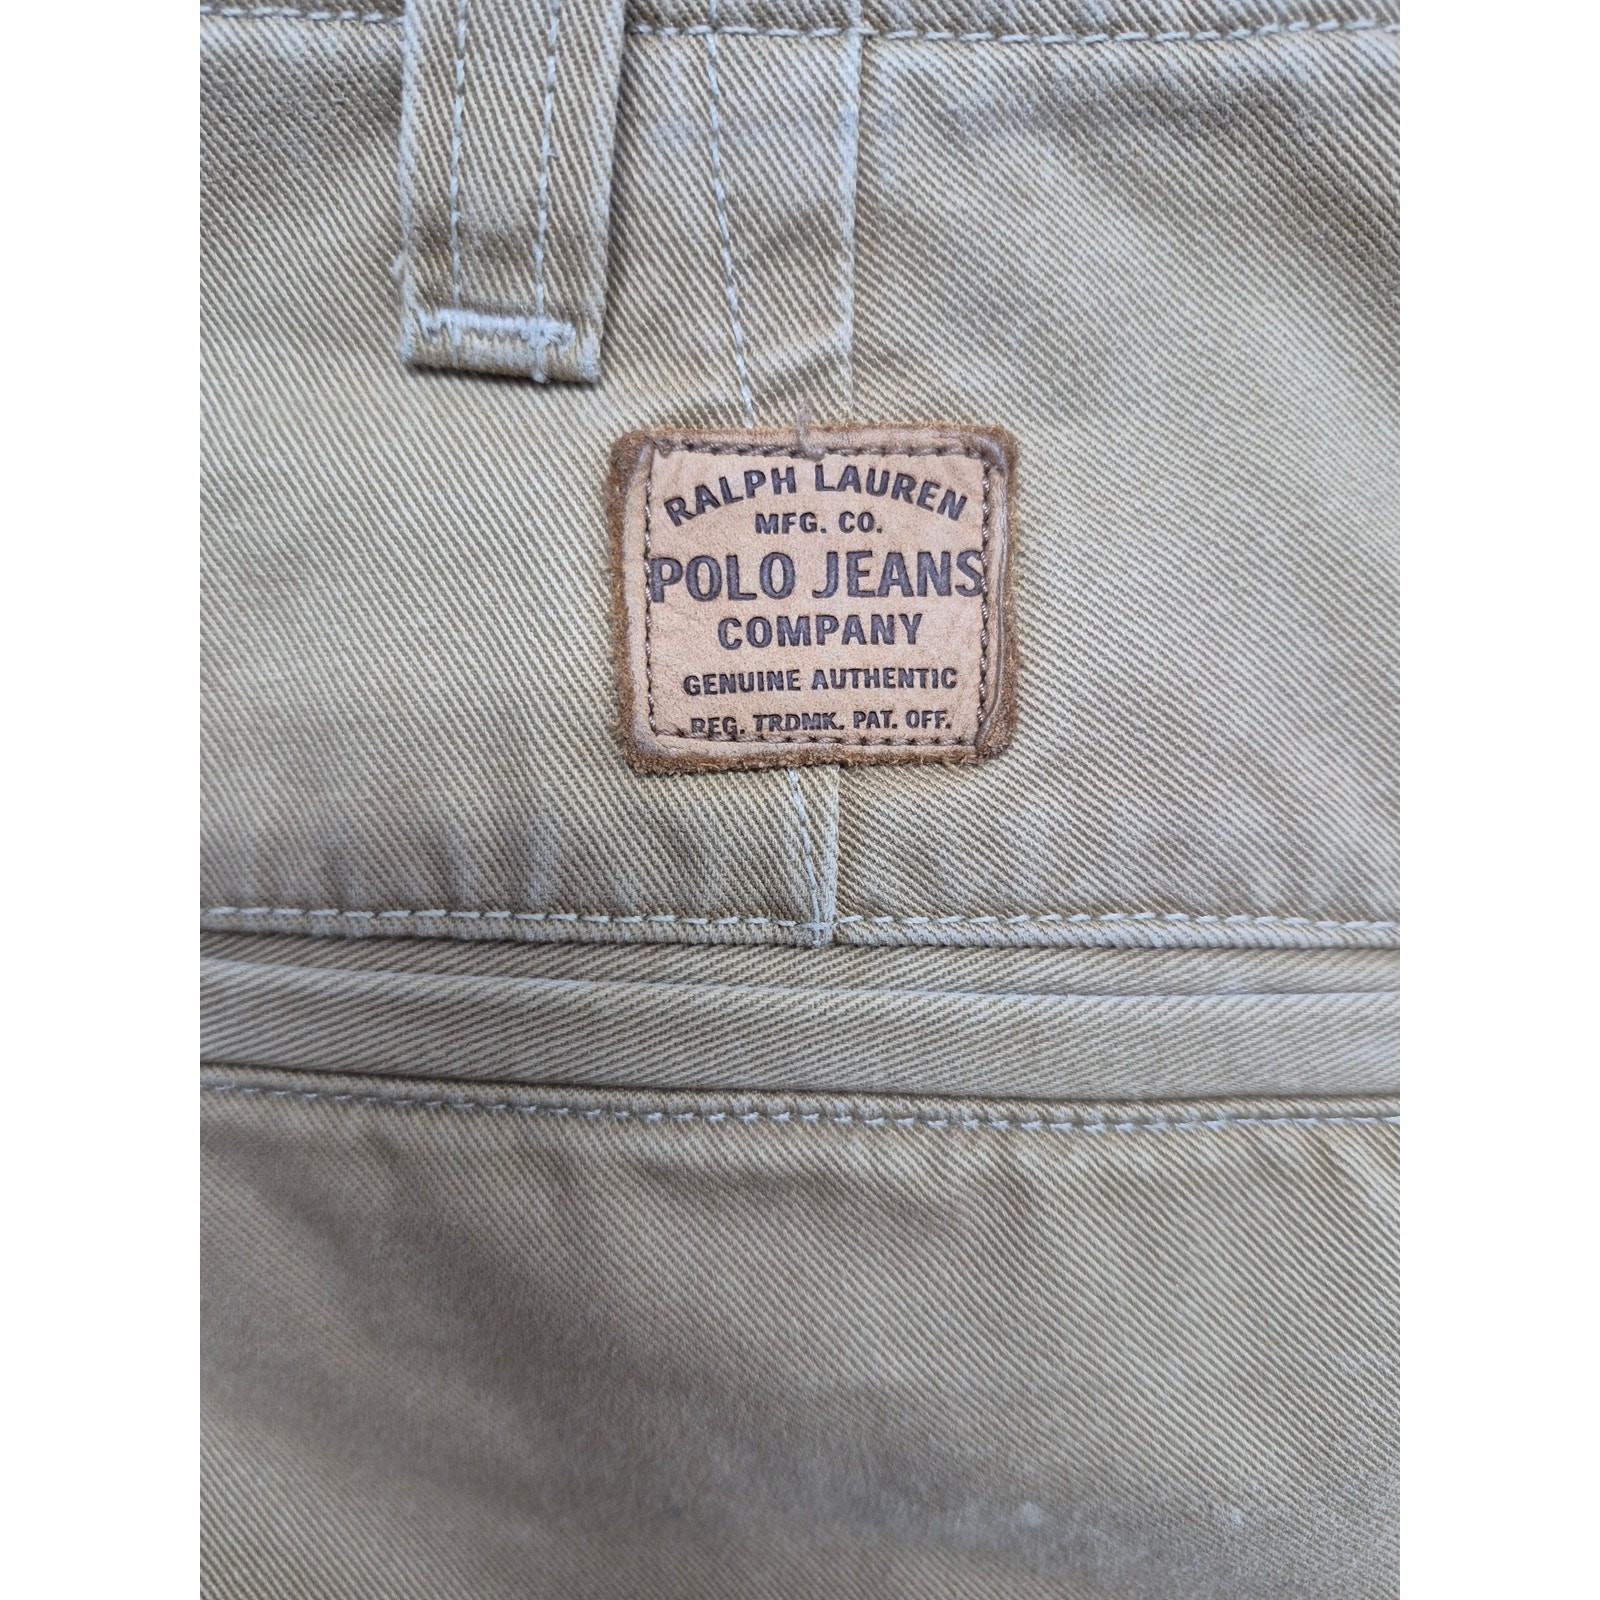 RALPH LAUREN
MFG. CO.
POLO JEANS
COMPANY
GENUINE AUTHENTIC
REG. TRDMK. PAT. OFF.